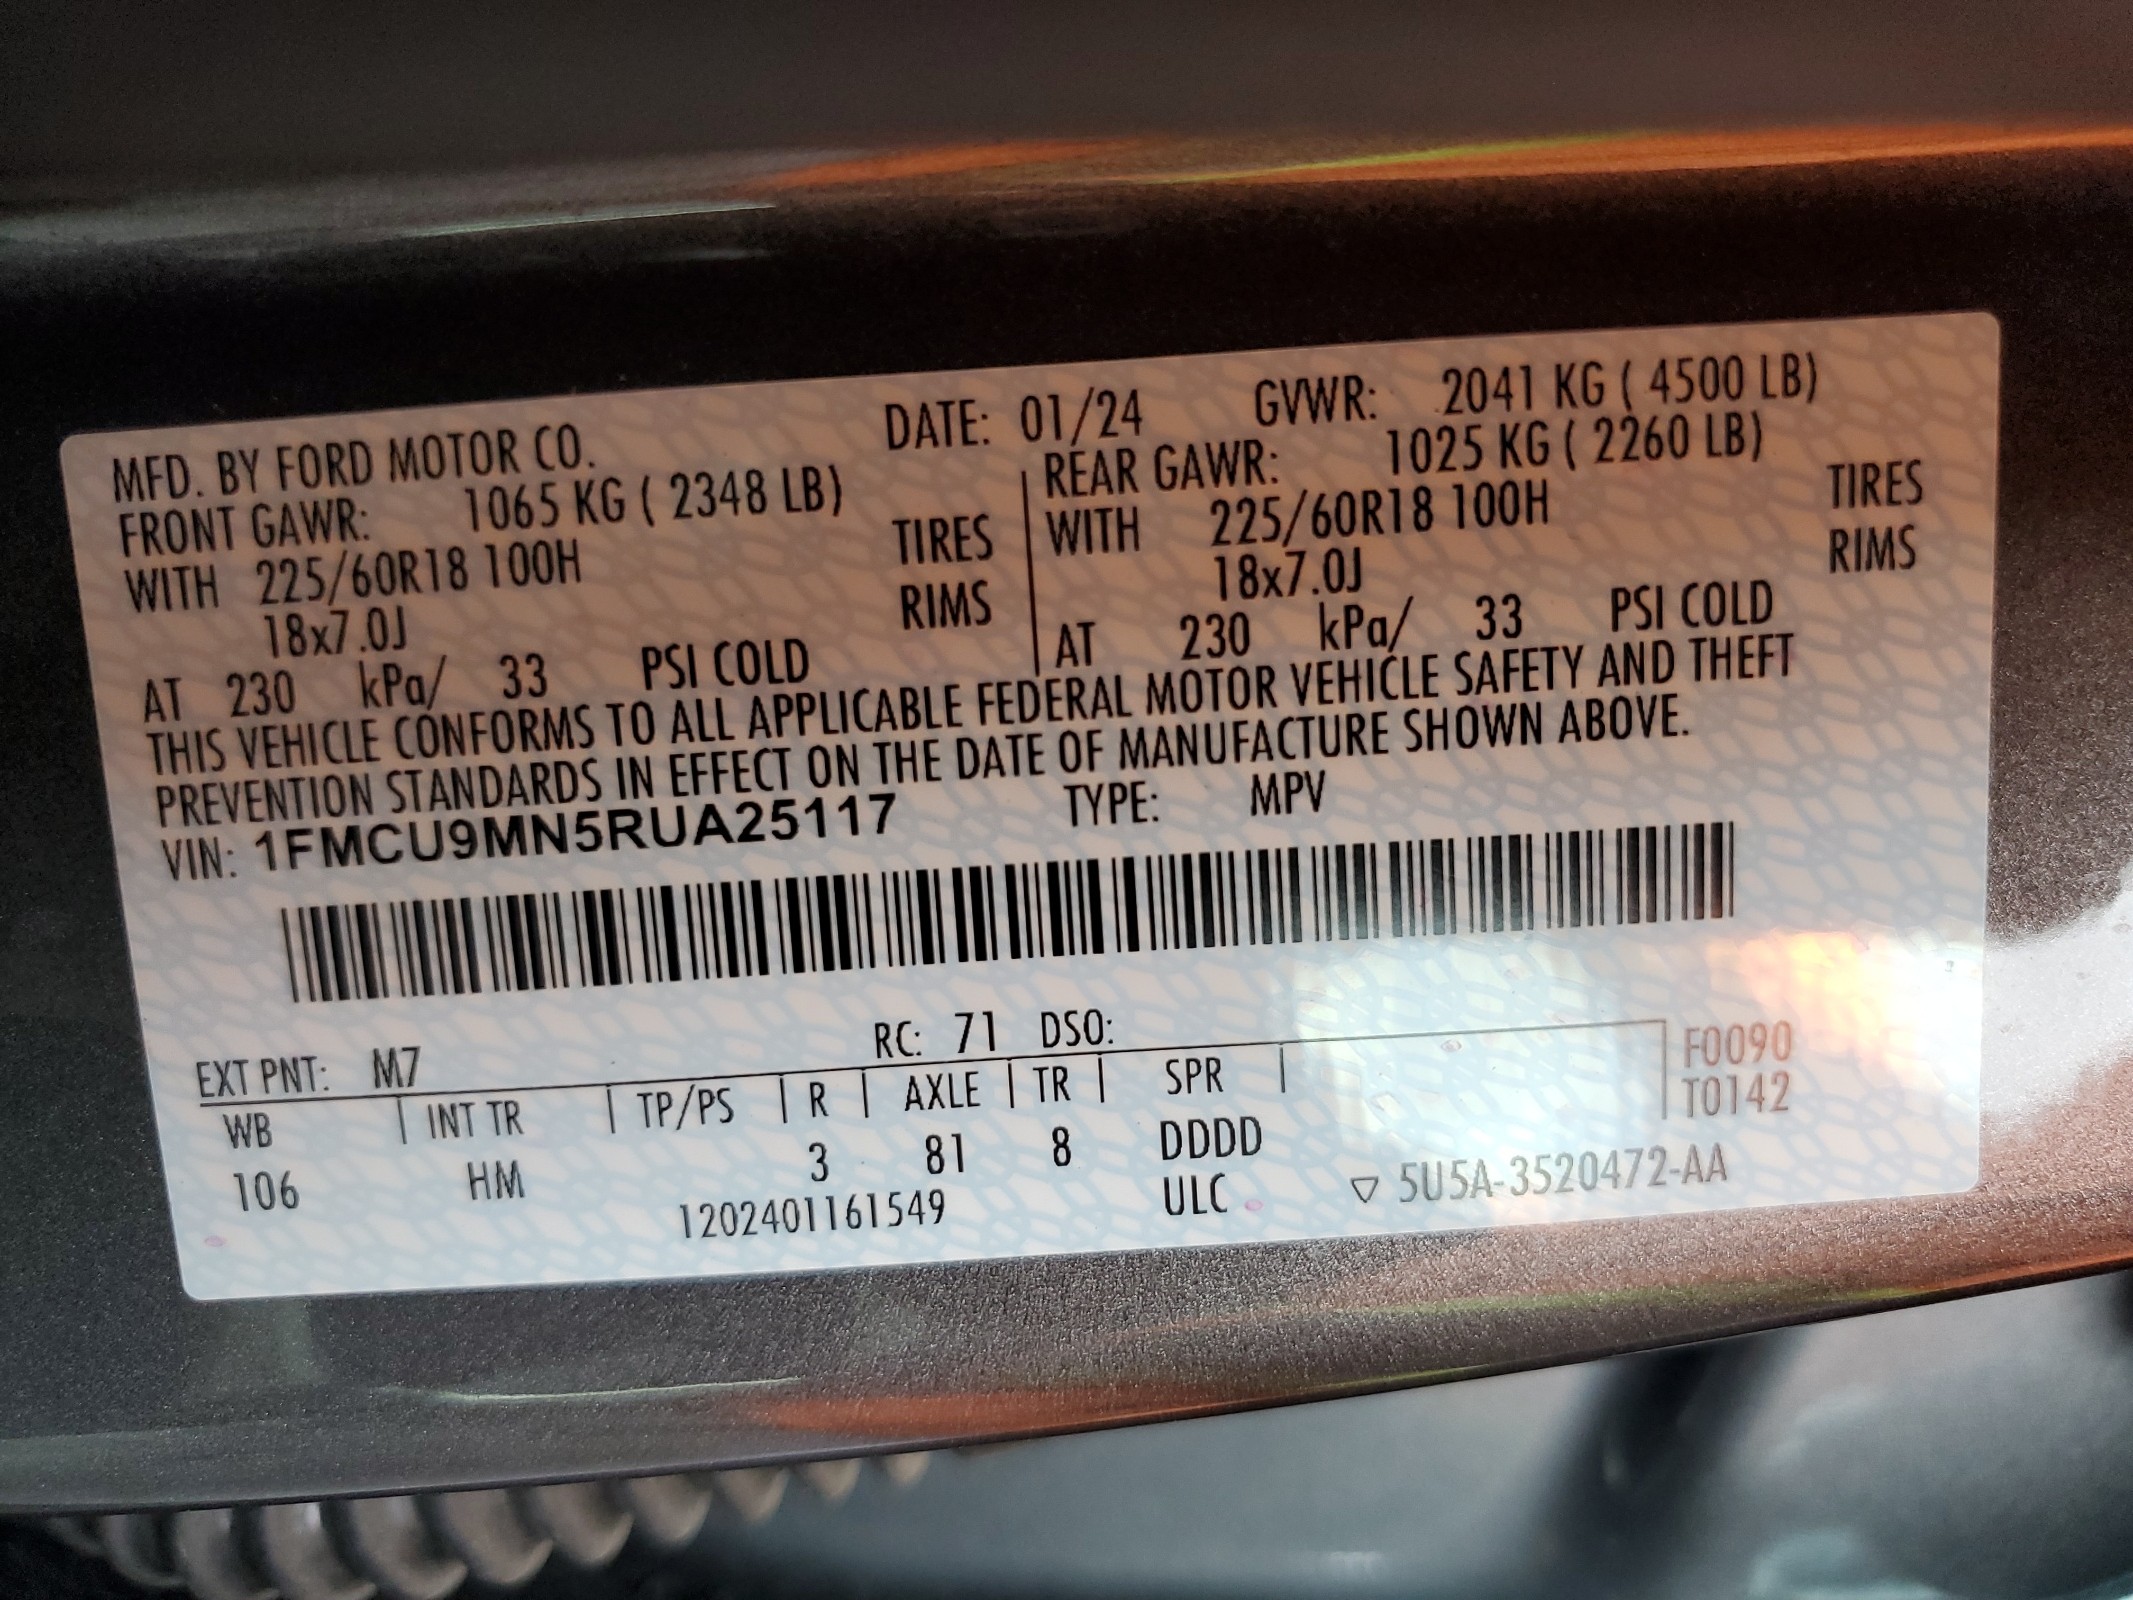 MFD. BY FORD MOTOR CO. DATE: 01/24 GVWR: 2041 KG ( 4500 LB)
FRONT GAWR: 1065 KG ( 2348 LB) REAR GAWR: 1025 KG ( 2260 LB)
WITH 225/60R18 100H TIRES WITH 225/60R18 100H TIRES
18x7.0J RIMS 18x7.0J RIMS
AT 230 kPa/ 33 PSI COLD AT 230 kPa/ 33 PSI COLD
THIS VEHICLE CONFORMS TO ALL APPLICABLE FEDERAL MOTOR VEHICLE SAFETY AND THEFT
PREVENTION STANDARDS IN EFFECT ON THE DATE OF MANUFACTURE SHOWN ABOVE.
VIN: 1FMCU9MN5RUA25117 TYPE: MPV
EXT PNT: M7 RC: 71 DSO:
WB INT TR TP/PS R AXLE TR SPR F0090
T0142
106 HM 3 81 8 DDDD
1202401161549 ULC ▽ 5U5A-3520472-AA